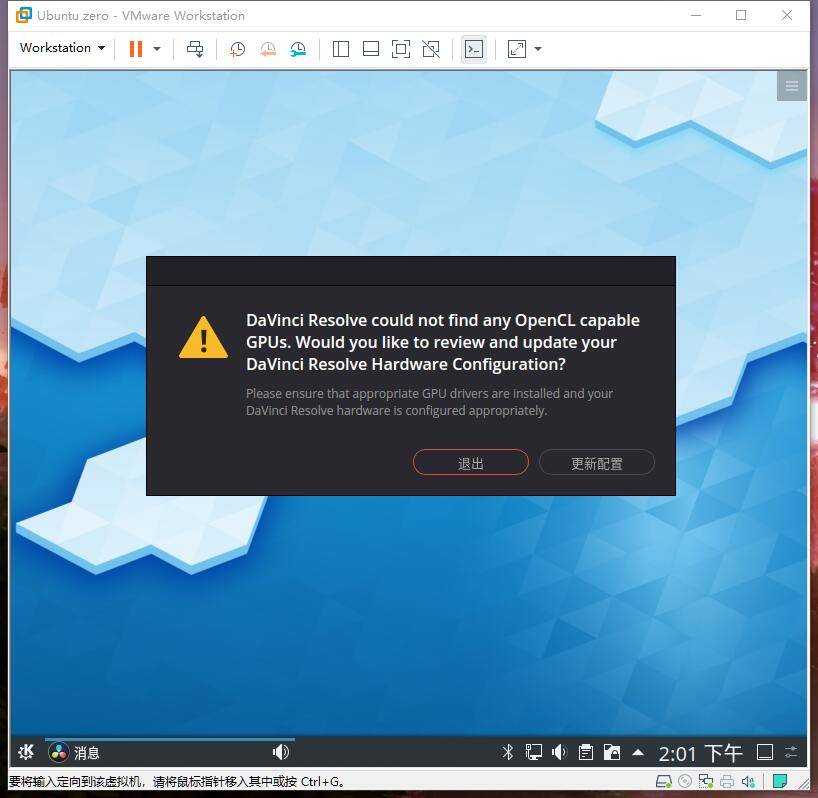 Ubuntu zero - VMware Workstation
Workstation
DaVinci Resolve could not find any OpenCL capable
GPUs. Would you like to review and update your
DaVinci Resolve Hardware Configuration?
Please ensure that appropriate GPU drivers are installed and your
DaVinci Resolve hardware is configured appropriately.
退出
更新配置
消息
2:01 下午
要将输入定向到该虚拟机，请将鼠标指针移入其中或按 Ctrl+G。